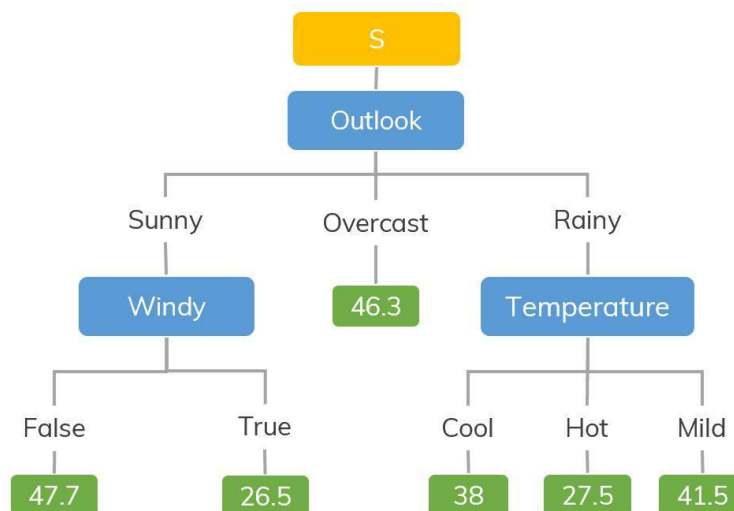 S
Outlook
Sunny
Overcast
Rainy
Windy
46.3
Temperature
False
True
Cool
Hot
Mild
47.7
26.5
38
27.5
41.5